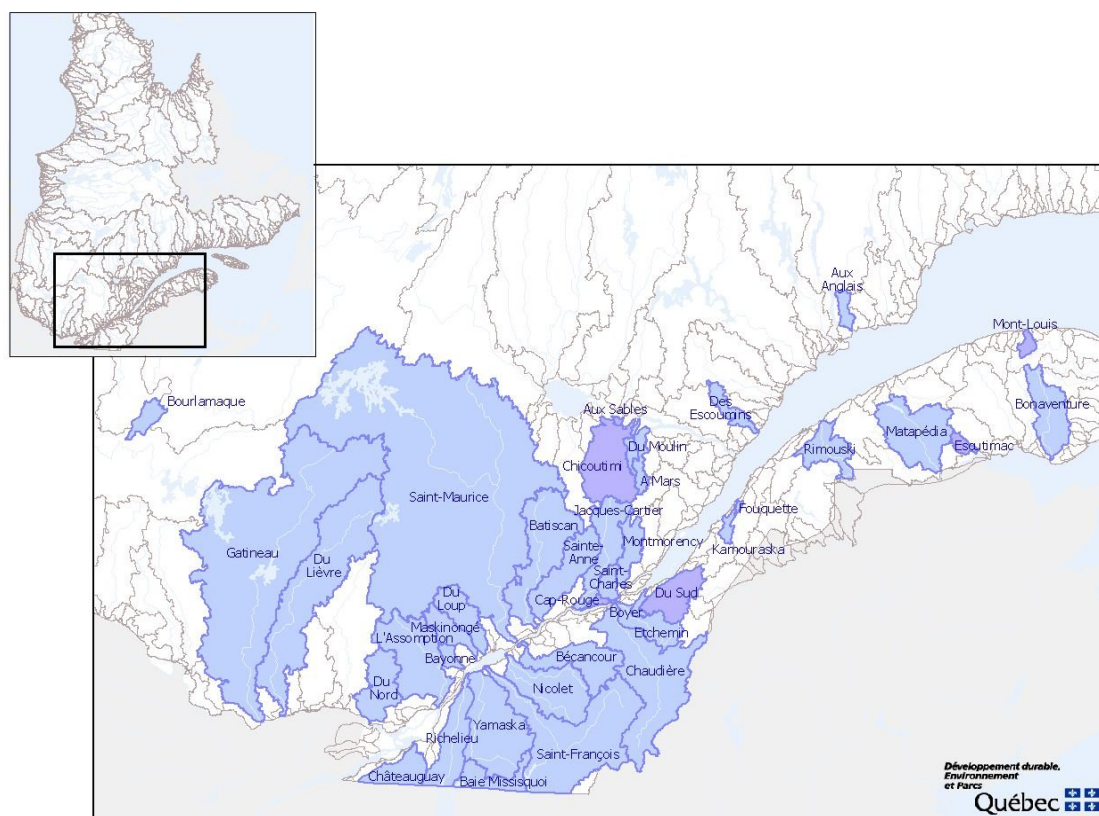 Aux
Anglais
Mont-Louis
Bourlamaque
Des
Escoumins
Bonaventure
Aux Sables
Matapédia
Du Moulin
Escutimac
Rimouski
Chicoutimi
A Mars
Saint-Maurice
Jacques-Cartier
Fouquette
Batiscan
Montmorency
Sainte-
Anne
Kamouraska
Gatineau
Du
Lièvre
Saint-
Charles
Du Sud
Du
Loup
Cap-Rouge
Boyer
Maskinongé
Etchemin
L'Assomption
Bayonne
Bécancour
Chaudière
Du
Nord
Nicolet
Yamaska
Richelieu
Saint-François
Châteauguay
Baie Missisquoi
Développement durable,
Environnement
et Parcs
Québec